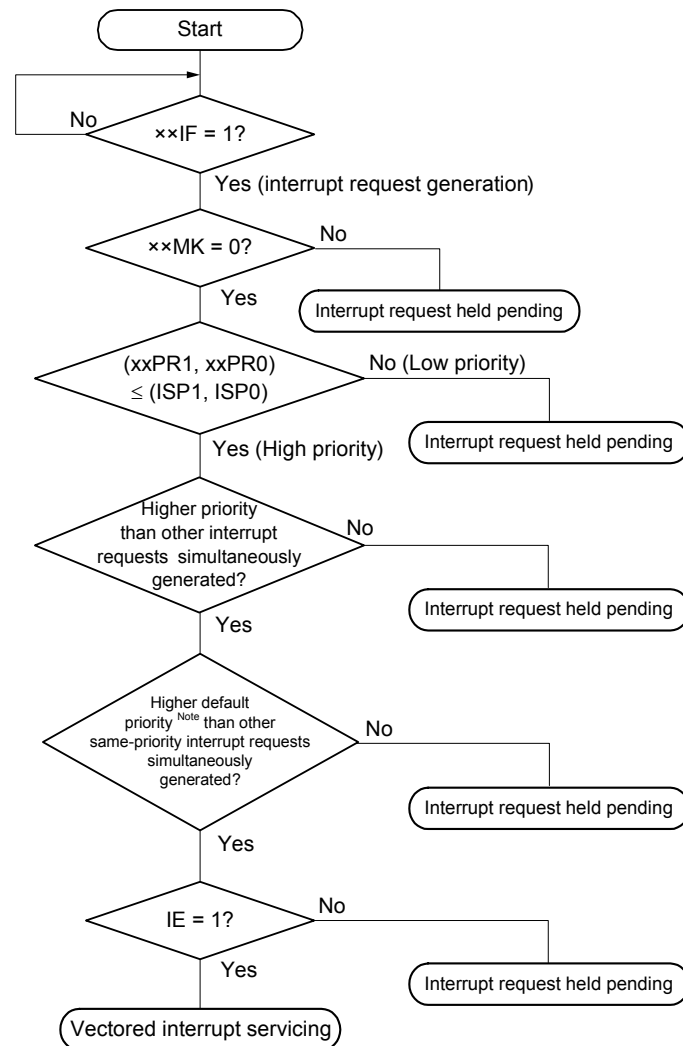 Start
No
××IF = 1?
Yes (interrupt request generation)
××MK = 0?
No
Interrupt request held pending
Yes
(xxPR1, xxPR0)
≤ (ISP1, ISP0)
No (Low priority)
Interrupt request held pending
Yes (High priority)
Higher priority
than other interrupt
requests simultaneously
generated?
No
Interrupt request held pending
Yes
Higher default
priority Note than other
same-priority interrupt requests
simultaneously
generated?
No
Interrupt request held pending
Yes
IE = 1?
No
Interrupt request held pending
Yes
Vectored interrupt servicing